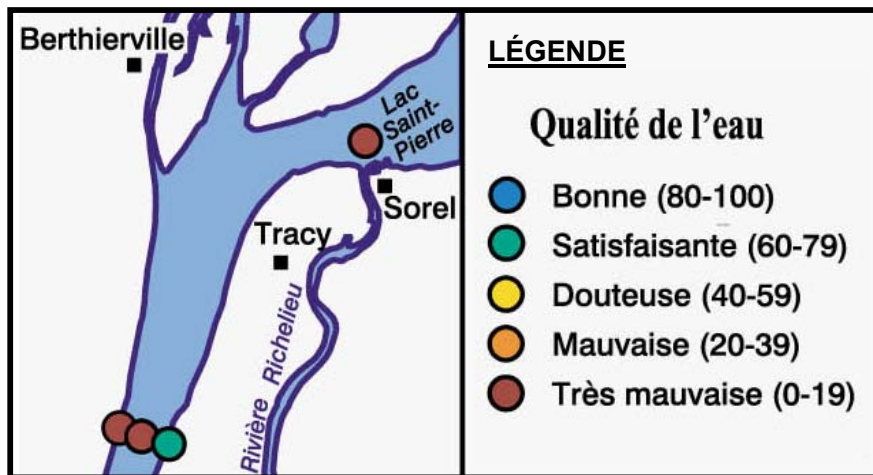 Berthierville
Lac
Saint-
Pierre
Sorel
Tracy
Rivière Richelieu
LÉGENDE
Qualité de l'eau
Bonne (80-100)
Satisfaisante (60-79)
Douteuse (40-59)
Mauvaise (20-39)
Très mauvaise (0-19)